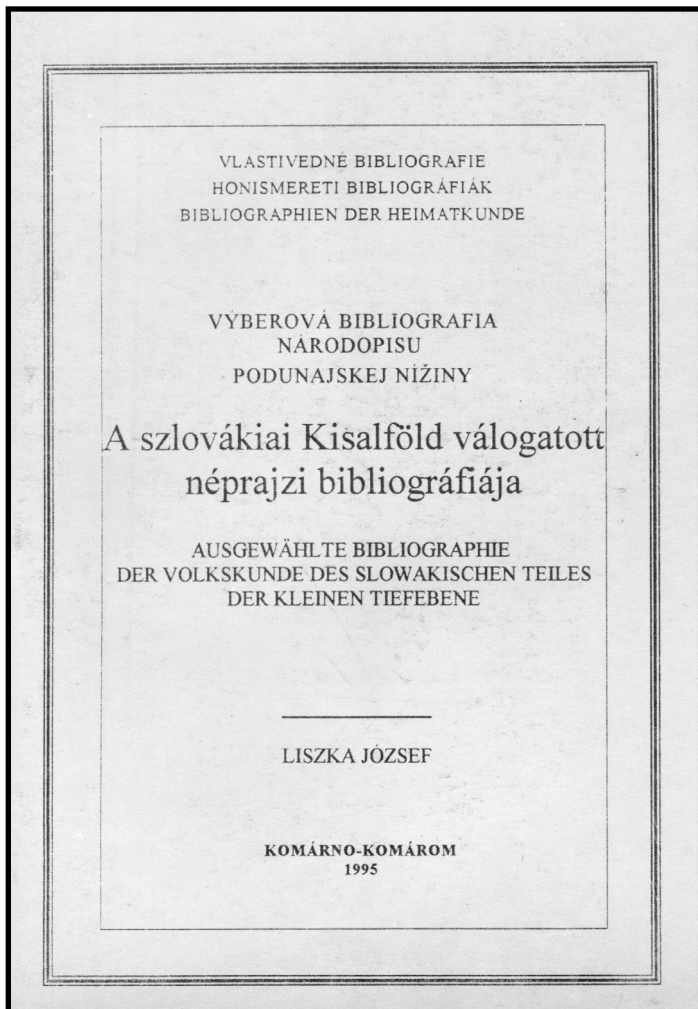 VLASTIVEDNÉ BIBLIOGRAFIE
HONISMERETI BIBLIOGRÁFIÁK
BIBLIOGRAPHIEN DER HEIMATKUNDE
VÝBEROVÁ BIBLIOGRAFIA
NÁRODOPISU
PODUNAJSKEJ NÍŽINY
A szlovákiai Kisalföld válogatott
néprajzi bibliográfiája
AUSGEWÄHLTE BIBLIOGRAPHIE
DER VOLKSKUNDE DES SLOWAKISCHEN TEILES
DER KLEINEN TIEFEBENE
LISZKA JÓZSEF
KOMÁRNO-KOMÁROM
1995